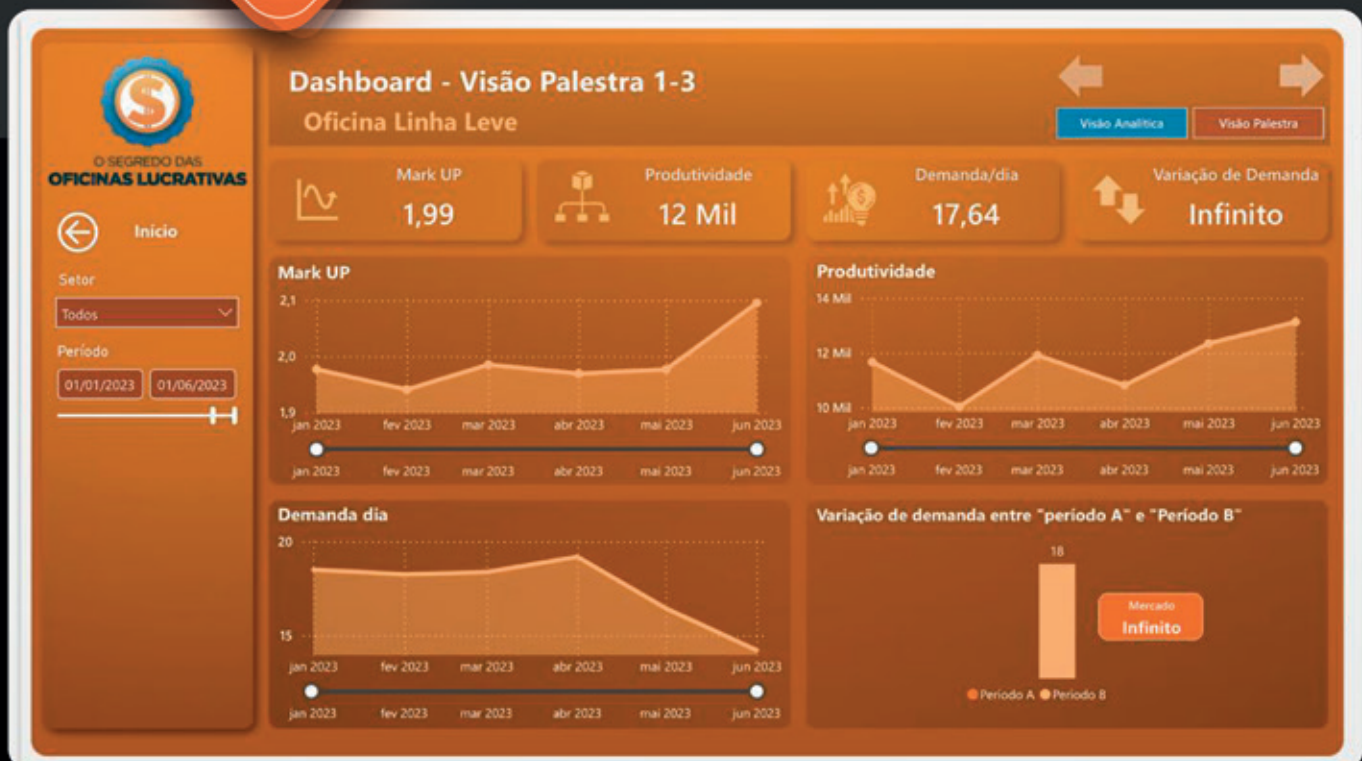 Dashboard - Visão Palestra 1-3
Oficina Linha Leve
Visão Analítica
Visão Palestra
$
O SEGREDO DAS
OFICINAS LUCRATIVAS
Início
Setor
Todos
Período
01/01/2023 01/06/2023
Mark UP
1,99
Produtividade
12 Mil
Demanda/dia
17,64
Variação de Demanda
Infinito
Mark UP
2,1
2,0
1,9
jan 2023 fev 2023 mar 2023 abr 2023 mai 2023 jun 2023
jan 2023 fev 2023 mar 2023 abr 2023 mai 2023 jun 2023
Produtividade
14 Mil
12 Mil
10 Mil
jan 2023 fev 2023 mar 2023 abr 2023 mai 2023 jun 2023
jan 2023 fev 2023 mar 2023 abr 2023 mai 2023 jun 2023
Demanda dia
20
15
jan 2023 fev 2023 mar 2023 abr 2023 mai 2023 jun 2023
jan 2023 fev 2023 mar 2023 abr 2023 mai 2023 jun 2023
Variação de demanda entre "período A" e "Período B"
18
Mercado
Infinito
Periodo A Periodo B